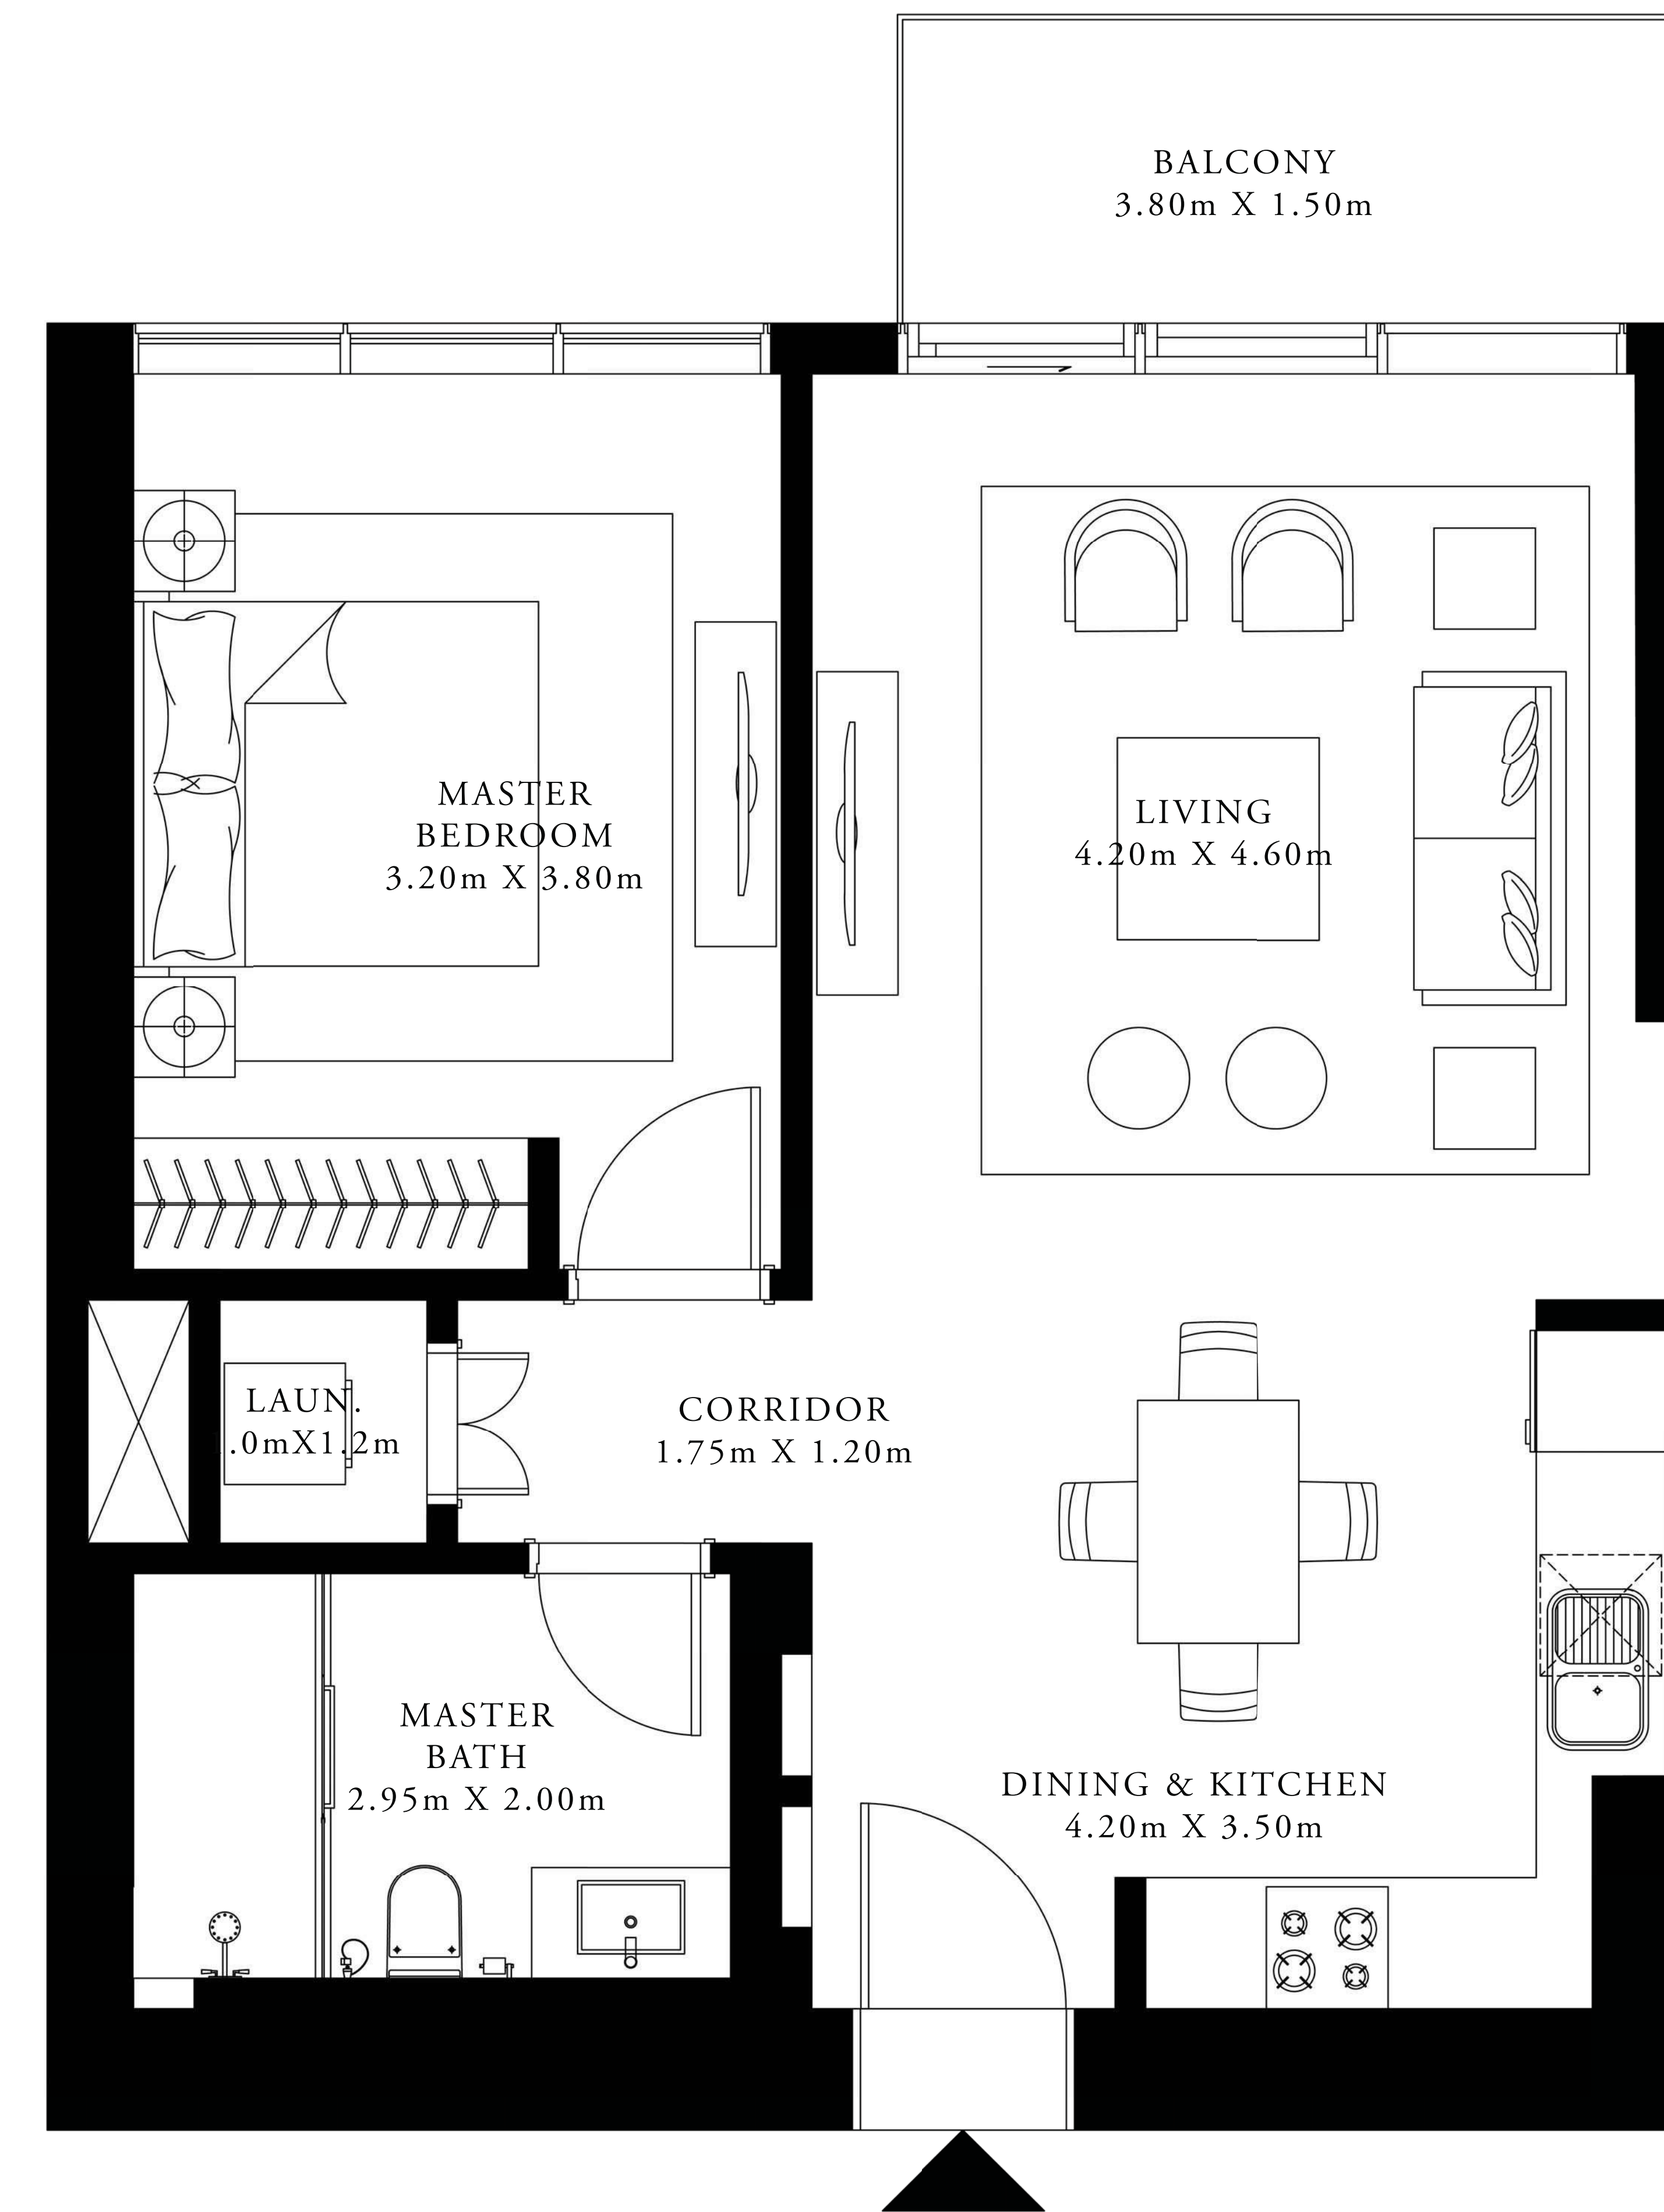 BALCONY
3.80m X 1.50m
MASTER
BEDROOM
3.20m X 3.80m
LIVING
4.20m X 4.60m
LAUN.
.0mX1.2m
CORRIDOR
1.75m X 1.20m
MASTER
BATH
2.95m X 2.00m
DINING & KITCHEN
4.20m X 3.50m